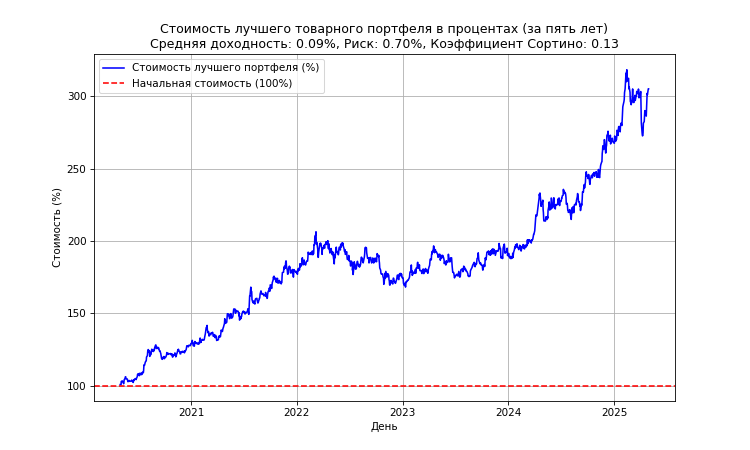 Стоимость лучшего товарного портфеля в процентах (за пять лет)
Средняя доходность: 0.09%, Риск: 0.70%, Коэффициент Сортино: 0.13
Стоимость лучшего портфеля (%)
Начальная стоимость (100%)
Стоимость (%)
300
250
200
150
100
2021
2022
2023
2024
2025
День